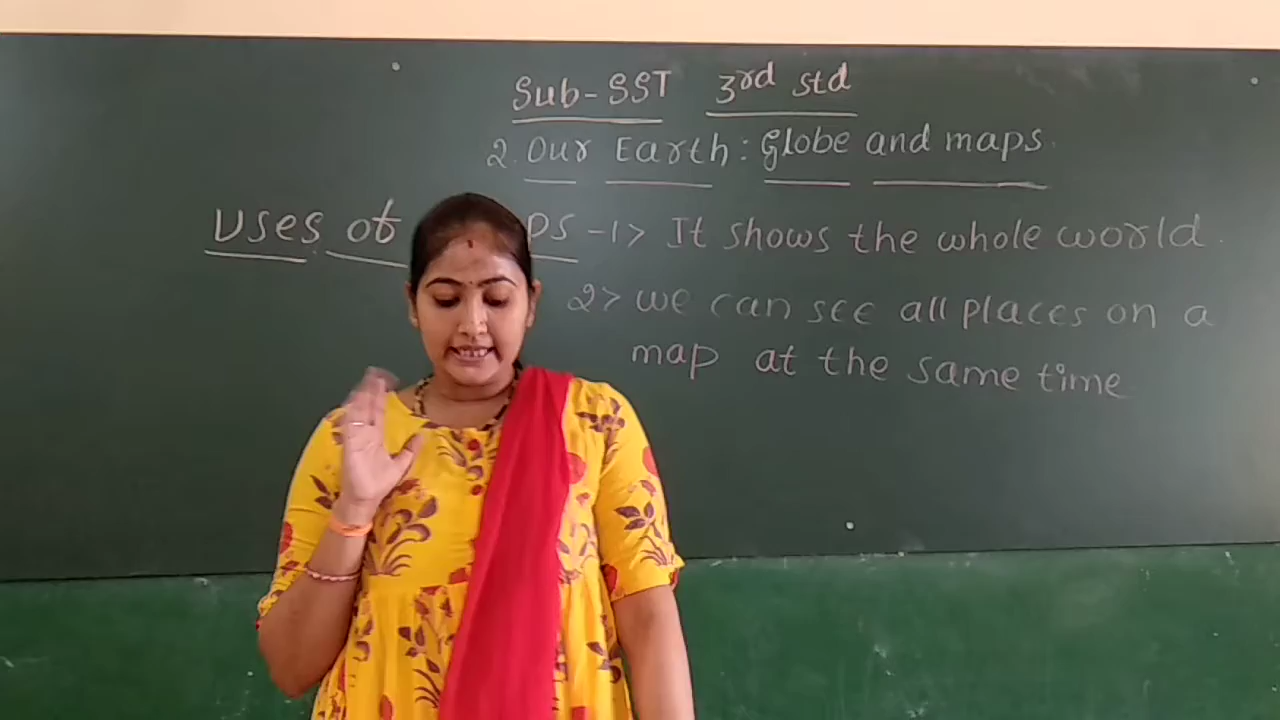 Sub-SST 3rd std
2. Our Earth: Globe and maps.
Uses of PS -1> It shows the whole world.
2> we can see all places on a
map at the same time